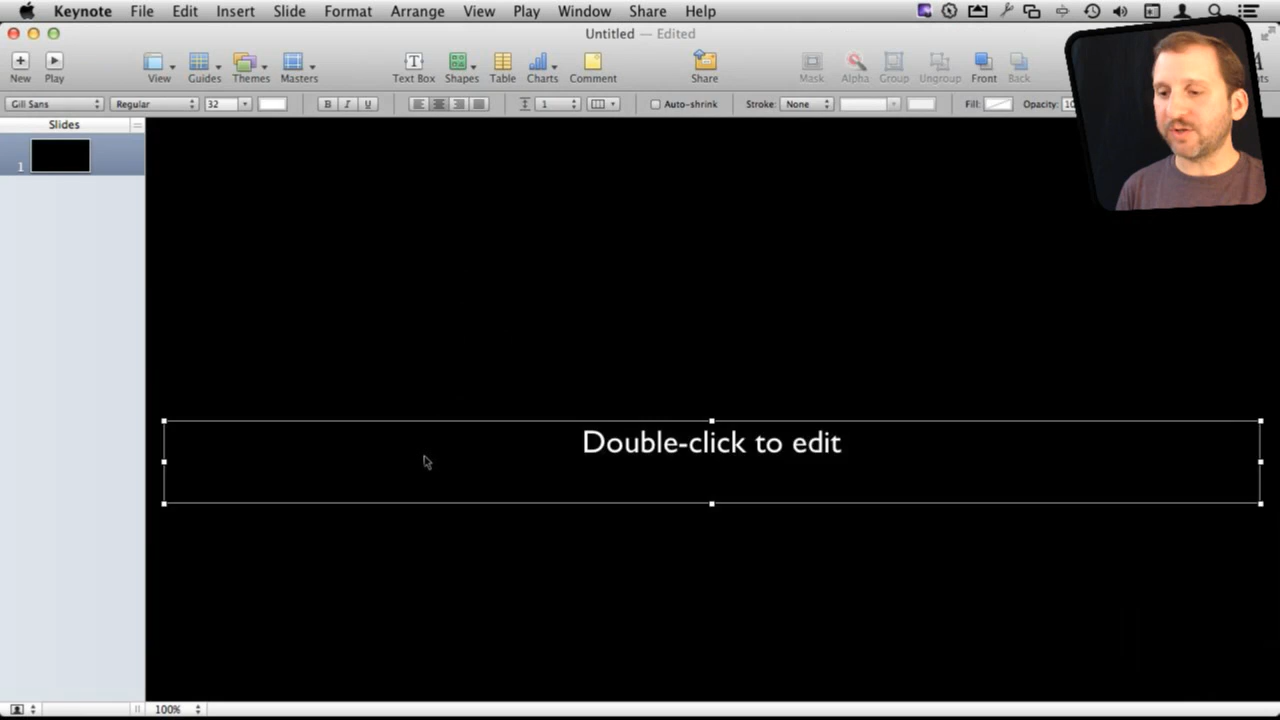 Keynote File Edit Insert Slide Format Arrange View Play Window Share Help
Untitled — Edited
New Play View Guides Themes Masters Text Box Shapes Table Charts Comment Share Mask Alpha Group Ungroup Front Back
Gill Sans Regular 32 B I U 1 Auto-shrink Stroke: None Fill: Opacity:
Slides
1
Double-click to edit
100%